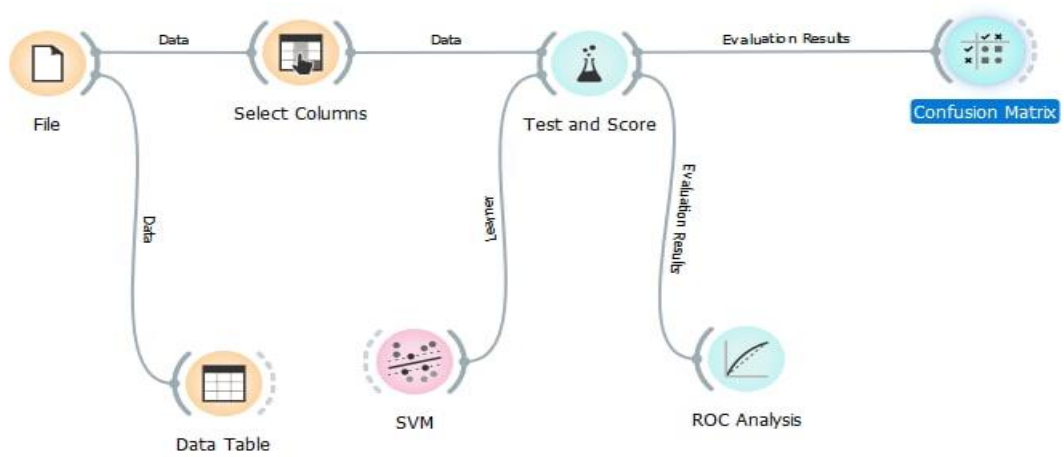 Data
Data
Evaluation Results
File
Select Columns
Test and Score
Confusion Matrix
Data
Learner
Evaluation Results
Data Table
SVM
ROC Analysis